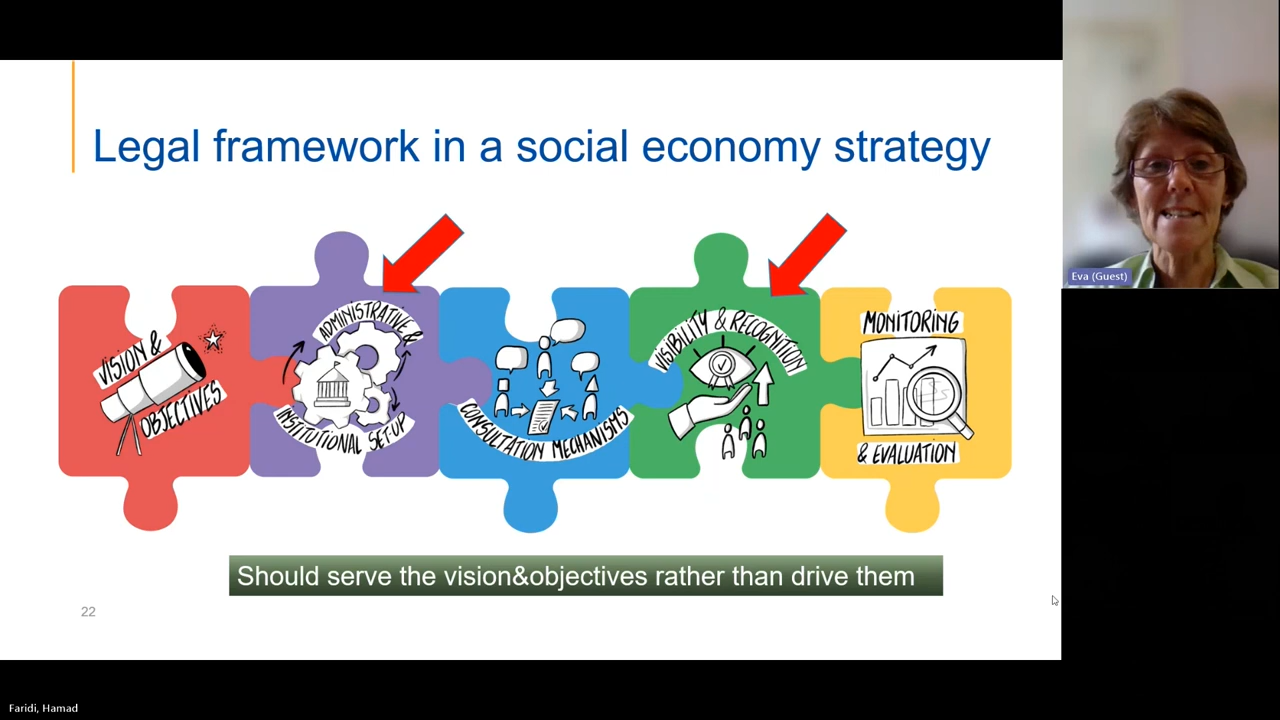 Legal framework in a social economy strategy
VISION &
OBJECTIVES
ADMINISTRATIVE &
INSTITUTIONAL SET-UP
CONSULTATION MECHANISMS
VISIBILITY & RECOGNITION
MONITORING
& EVALUATION
Should serve the vision&objectives rather than drive them
22
Eva (Guest)
Faridi, Hamad